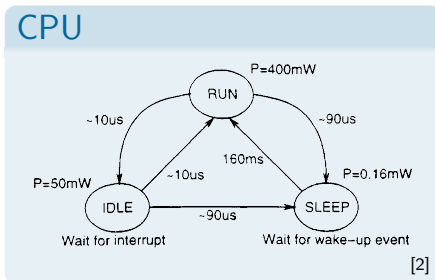 CPU
P=400mW
RUN
~10us
~90us
160ms
P=0.16mW
P=50mW
~10us
IDLE
SLEEP
~90us
Wait for interrupt
Wait for wake-up event
[2]